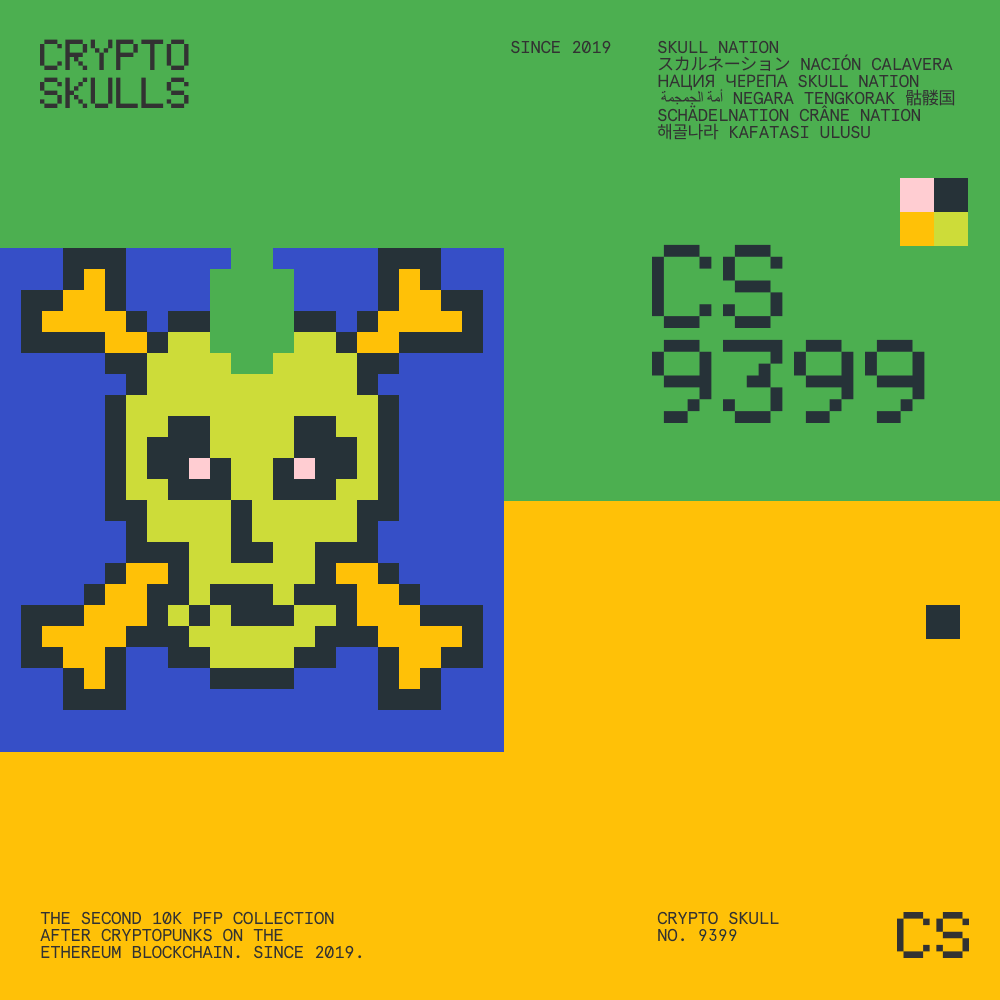 CRYPTO
SKULLS
SINCE 2019
SKULL NATION
スカルネーション NACIÓN CALAVERA
НАЦИЯ ЧЕРЕПА SKULL NATION
أمة الجمجمة NEGARA TENGKORAK 骷髅国
SCHÄDELNATION CRÂNE NATION
해골나라 KAFATASI ULUSU
CS
9399
THE SECOND 10K PFP COLLECTION
AFTER CRYPTOPUNKS ON THE
ETHEREUM BLOCKCHAIN. SINCE 2019.
CRYPTO SKULL
NO. 9399
CS